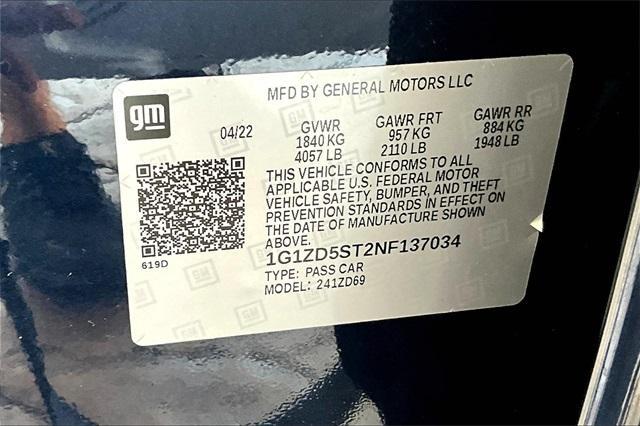 MFD BY GENERAL MOTORS LLC
gm
04/22 GVWR GAWR FRT GAWR RR
1840 KG 957 KG 884 KG
4057 LB 2110 LB 1948 LB
THIS VEHICLE CONFORMS TO ALL
APPLICABLE U.S. FEDERAL MOTOR
VEHICLE SAFETY, BUMPER, AND THEFT
PREVENTION STANDARDS IN EFFECT ON
THE DATE OF MANUFACTURE SHOWN
ABOVE.
619D
1G1ZD5ST2NF137034
TYPE: PASS CAR
MODEL: 241ZD69